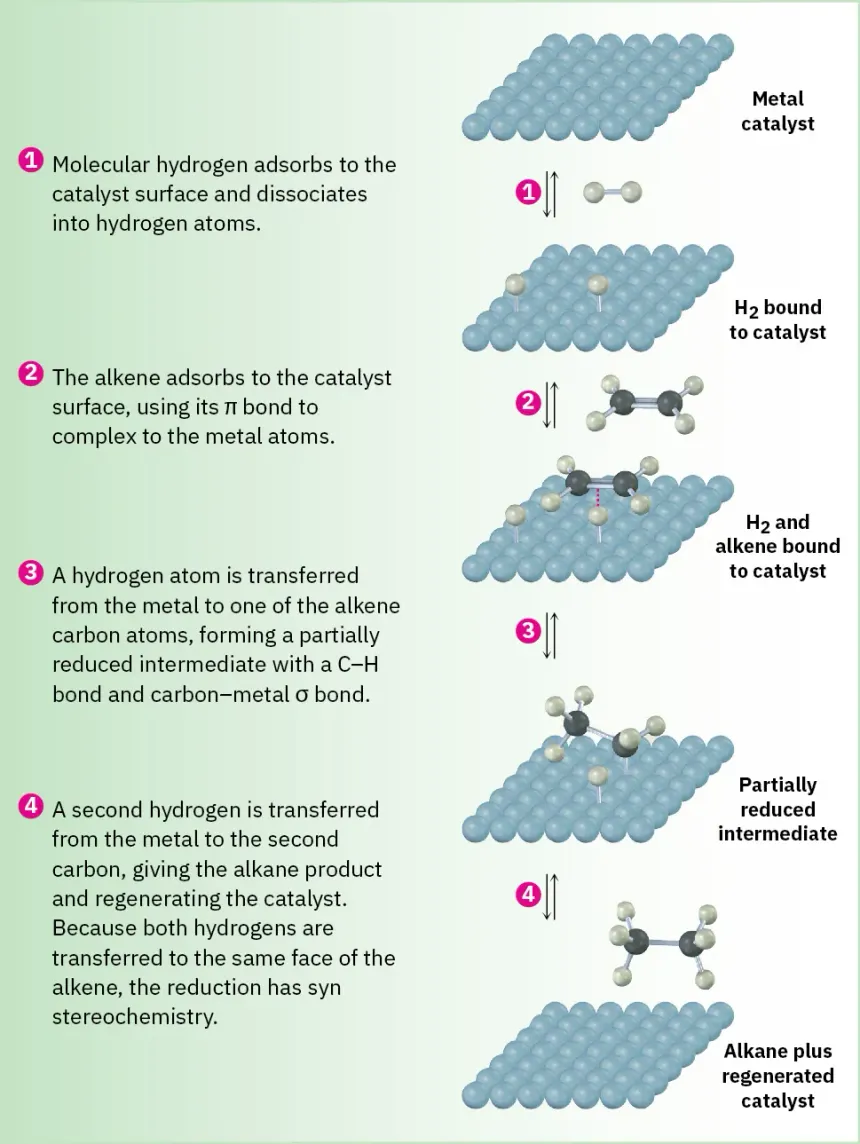 Metal
catalyst
1 Molecular hydrogen adsorbs to the
catalyst surface and dissociates
into hydrogen atoms.
1
H2 bound
to catalyst
2 The alkene adsorbs to the catalyst
surface, using its π bond to
complex to the metal atoms.
2
H2 and
alkene bound
to catalyst
3 A hydrogen atom is transferred
from the metal to one of the alkene
carbon atoms, forming a partially
reduced intermediate with a C–H
bond and carbon–metal σ bond.
3
Partially
reduced
intermediate
4 A second hydrogen is transferred
from the metal to the second
carbon, giving the alkane product
and regenerating the catalyst.
Because both hydrogens are
transferred to the same face of the
alkene, the reduction has syn
stereochemistry.
4
Alkane plus
regenerated
catalyst